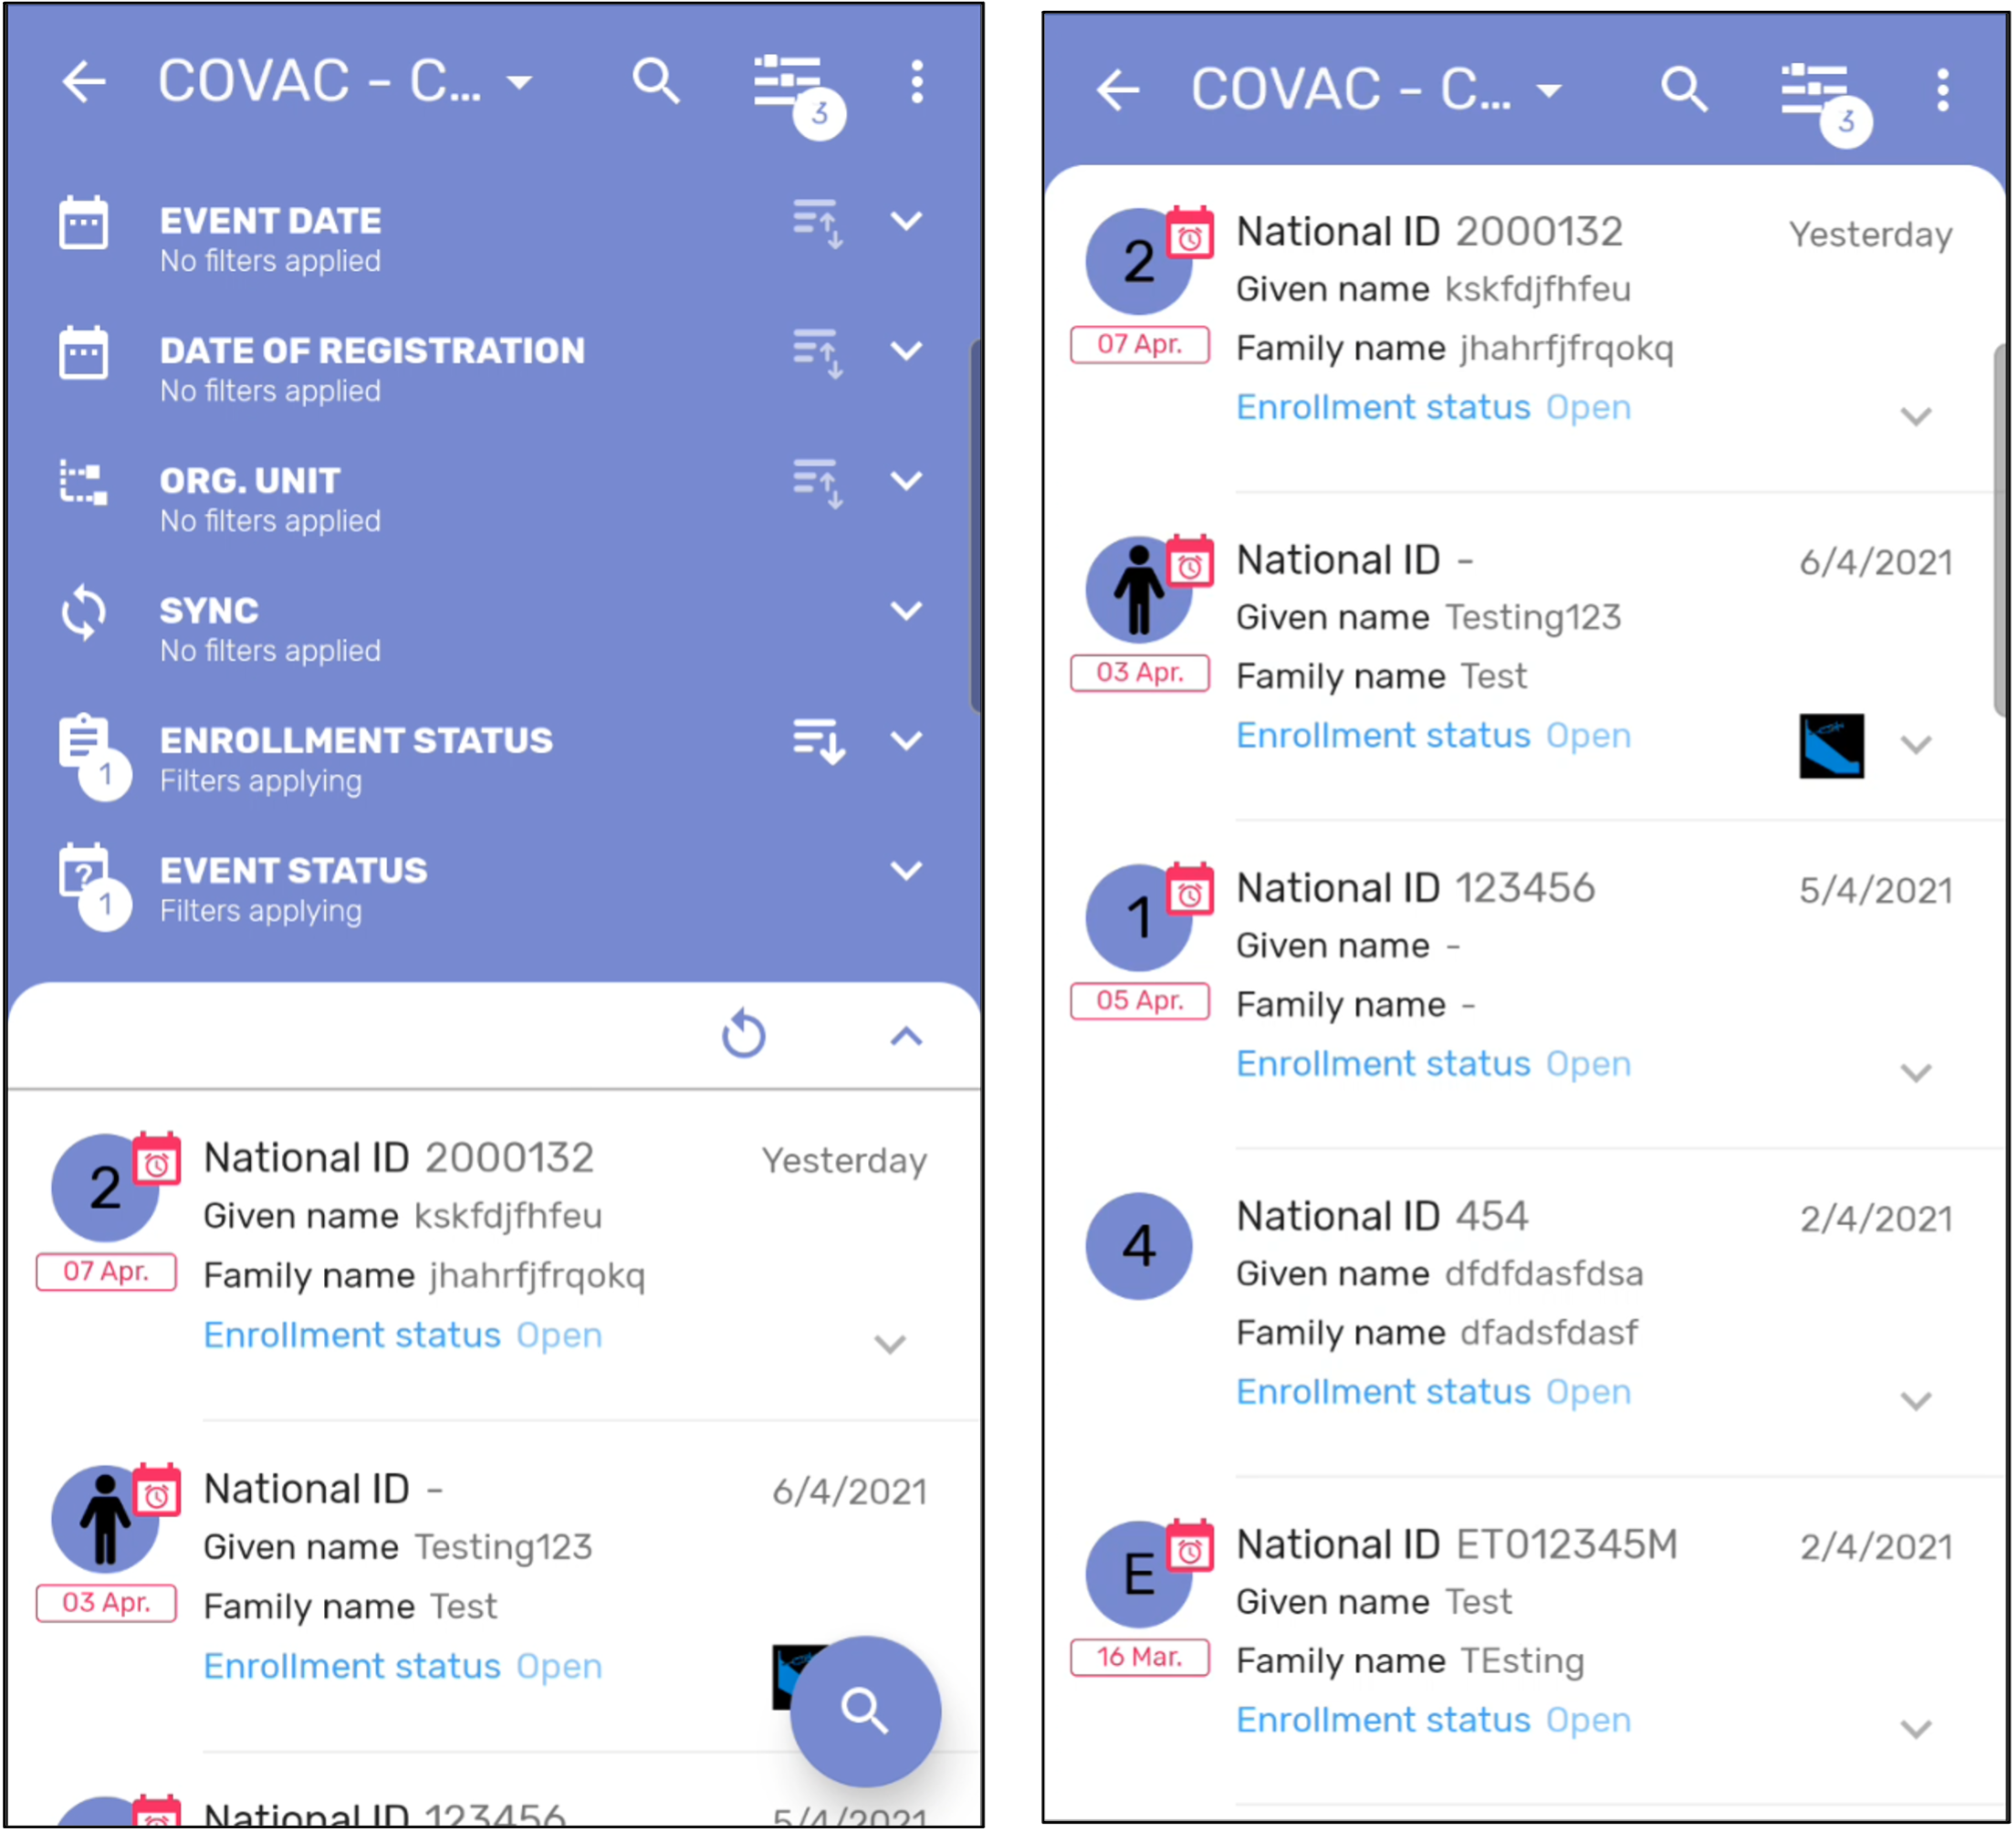 COVAC - C...
3
EVENT DATE
No filters applied
DATE OF REGISTRATION
No filters applied
ORG. UNIT
No filters applied
SYNC
No filters applied
ENROLLMENT STATUS
1
Filters applying
?
EVENT STATUS
1
Filters applying
2
National ID 2000132
Yesterday
Given name kskfdjfhfeu
07 Apr.
Family name jhahrfjfrqokq
Enrollment status Open
National ID -
6/4/2021
Given name Testing123
03 Apr.
Family name Test
Enrollment status Open
National ID 123456
5/4/2021
COVAC - C...
3
2
National ID 2000132
Yesterday
Given name kskfdjfhfeu
07 Apr.
Family name jhahrfjfrqokq
Enrollment status Open
National ID -
6/4/2021
Given name Testing123
03 Apr.
Family name Test
Enrollment status Open
1
National ID 123456
5/4/2021
Given name -
05 Apr.
Family name -
Enrollment status Open
4
National ID 454
2/4/2021
Given name dfdfdasfdsa
Family name dfadsfdasf
Enrollment status Open
E
National ID ET012345M
2/4/2021
Given name Test
16 Mar.
Family name TEsting
Enrollment status Open